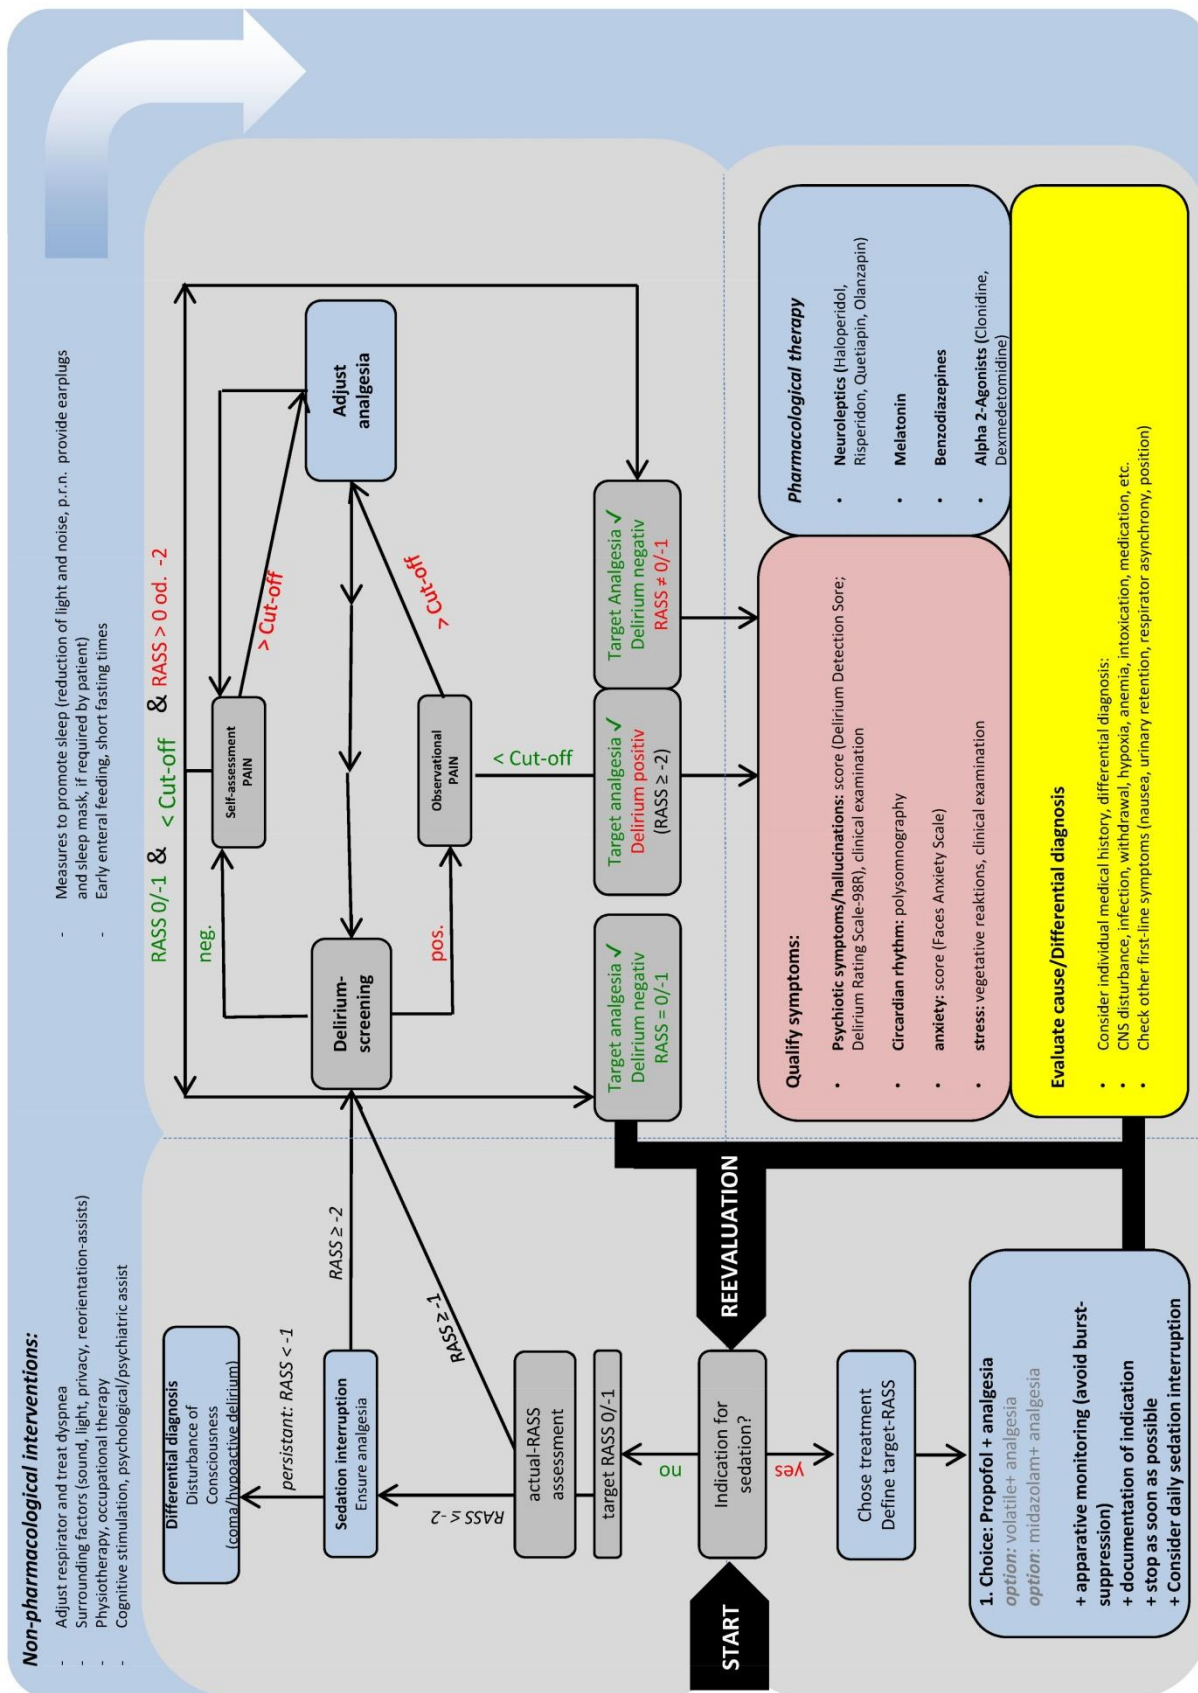 Non-pharmacological interventions:
- Adjust respirator and treat dyspnea
- Surrounding factors (sound, light, privacy, reorientation-assists)
- Physiotherapy, occupational therapy
- Cognitive stimulation, psychological/psychiatric assist
- Measures to promote sleep (reduction of light and noise, p.r.n. provide earplugs
and sleep mask, if required by patient)
- Early enteral feeding, short fasting times
START
Indication for
sedation?
no
yes
target RASS 0/-1
actual-RASS
assessment
RASS ≤ -2
RASS ≥ -1
Sedation interruption
Ensure analgesia
persistant: RASS < -1
RASS ≥ -2
Differential diagnosis
Disturbance of
Consciousness
(coma/hypoactive delirium)
Chose treatment
Define target-RASS
1. Choice: Propofol + analgesia
option: volatile+ analgesia
option: midazolam+ analgesia
+ apparative monitoring (avoid burst-
suppression)
+ documentation of indication
+ stop as soon as possible
+ Consider daily sedation interruption
REEVALUATION
RASS 0/-1 & < Cut-off & RASS > 0 od. -2
Delirium-
screening
neg.
pos.
Self-assessment
PAIN
> Cut-off
Observational
PAIN
> Cut-off
< Cut-off
Adjust
analgesia
Target analgesia ✓
Delirium negativ
RASS = 0/-1
Target analgesia ✓
Delirium positiv
(RASS ≥ -2)
Target Analgesia ✓
Delirium negativ
RASS ≠ 0/-1
Qualify symptoms:
• Psychiotic symptoms/hallucinations: score (Delirium Detection Sore;
Delirium Rating Scale-98R), clinical examination
• Circardian rhythm: polysomnography
• anxiety: score (Faces Anxiety Scale)
• stress: vegetative reaktions, clinical examination
Pharmacological therapy
• Neuroleptics (Haloperidol,
Risperidon, Quetiapin, Olanzapin)
• Melatonin
• Benzodiazepines
• Alpha 2-Agonists (Clonidine,
Dexmedetomidine)
Evaluate cause/Differential diagnosis
• Consider individual medical history, differential diagnosis:
• CNS disturbance, infection, withdrawal, hypoxia, anemia, intoxication, medication, etc.
• Check other first-line symptoms (nausea, urinary retention, respirator asynchrony, position)